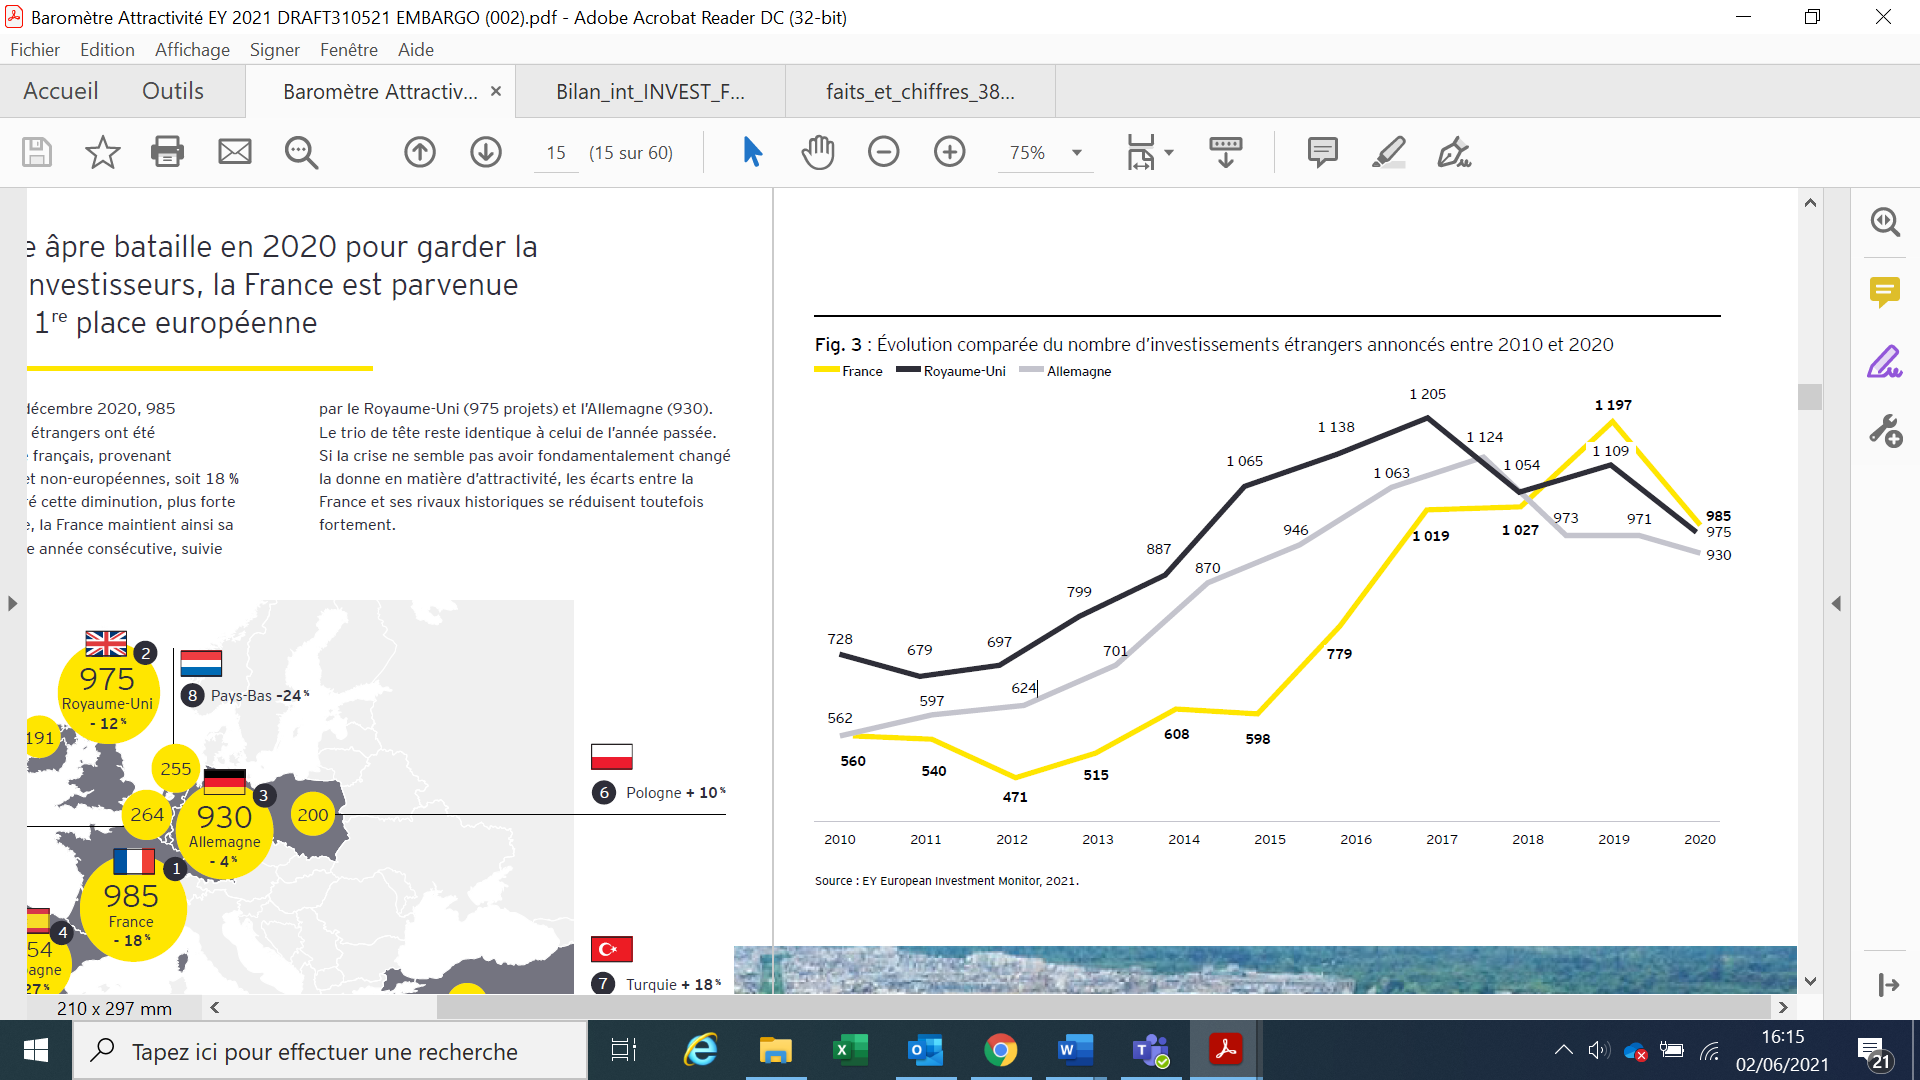 Baromètre Attractivité EY 2021 DRAFT310521 EMBARGO (002).pdf - Adobe Acrobat Reader DC (32-bit)
Fichier Edition Affichage Signer Fenêtre Aide
Accueil Outils Baromètre Attractiv... × Bilan_int_INVEST_F... faits_et_chiffres_38...
15 (15 sur 60) 75%
e âpre bataille en 2020 pour garder la
nvestisseurs, la France est parvenue
1re place européenne
décembre 2020, 985
étrangers ont été
français, provenant
et non-européennes, soit 18 %
ré cette diminution, plus forte
e, la France maintient ainsi sa
e année consécutive, suivie
par le Royaume-Uni (975 projets) et l'Allemagne (930).
Le trio de tête reste identique à celui de l'année passée.
Si la crise ne semble pas avoir fondamentalement changé
la donne en matière d'attractivité, les écarts entre la
France et ses rivaux historiques se réduisent toutefois
fortement.
2
975
Royaume-Uni
- 12 %
8 Pays-Bas -24 %
191
255
264
3
930
Allemagne
- 4 %
200
6 Pologne + 10 %
1
985
France
- 18 %
4
54
agne
27 %
7 Turquie + 18 %
Fig. 3 : Évolution comparée du nombre d'investissements étrangers annoncés entre 2010 et 2020
France Royaume-Uni Allemagne
728 679 697 799 887 1 065 1 138 1 205 1 054 1 109 975
562 597 624 701 870 946 1 063 1 124 973 971 930
560 540 471 515 608 598 779 1 019 1 027 1 197 985
2010 2011 2012 2013 2014 2015 2016 2017 2018 2019 2020
Source : EY European Investment Monitor, 2021.
210 x 297 mm
Tapez ici pour effectuer une recherche
16:15
02/06/2021
21